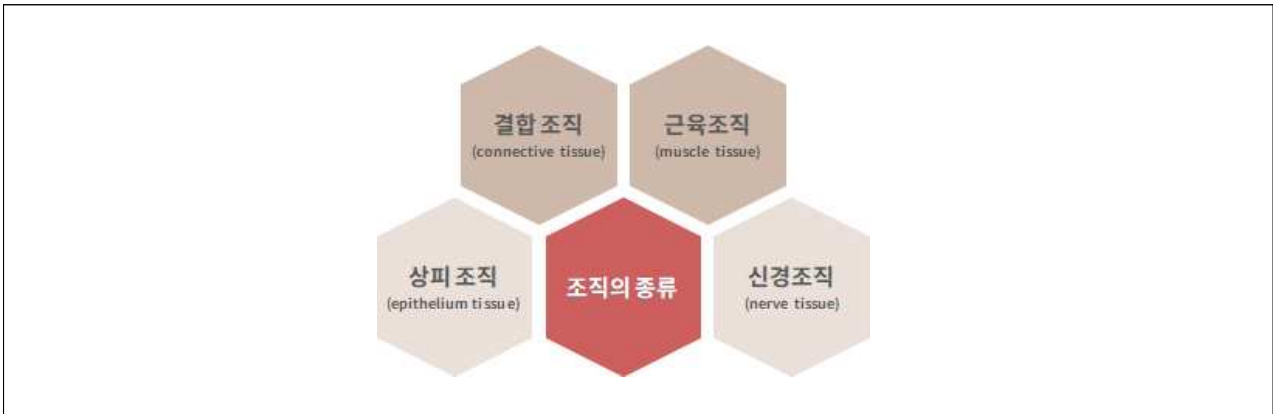 결합 조직
(connective tissue)
근육조직
(muscle tissue)
상피 조직
(epithelium tissue)
조직의 종류
신경조직
(nerve tissue)